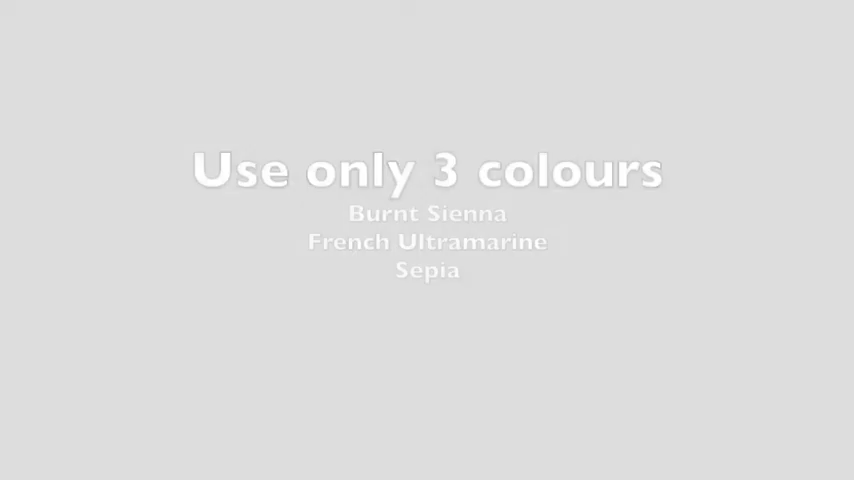 Use only 3 colours
Burnt Sienna
French Ultramarine
Sepia